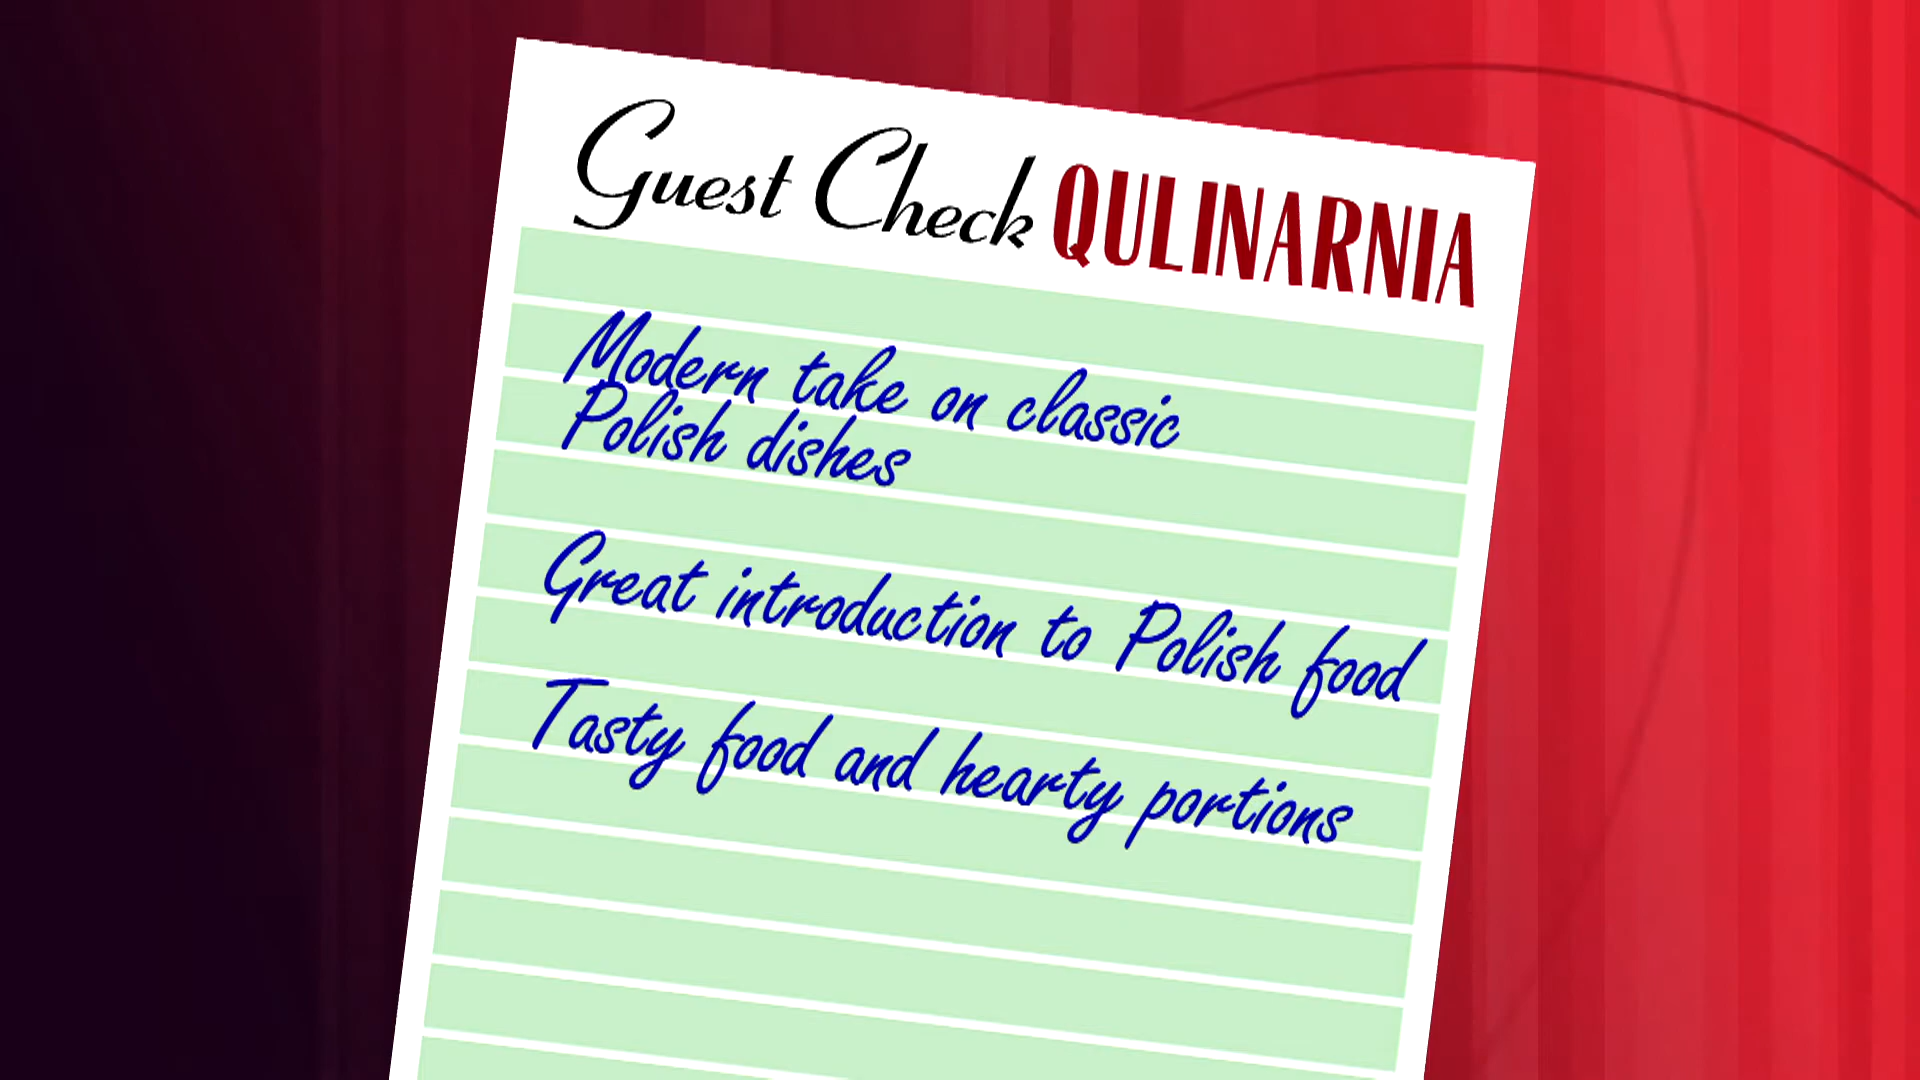 Guest Check QULINARNIA
Modern take on classic
Polish dishes
Great introduction to Polish food
Tasty food and hearty portions